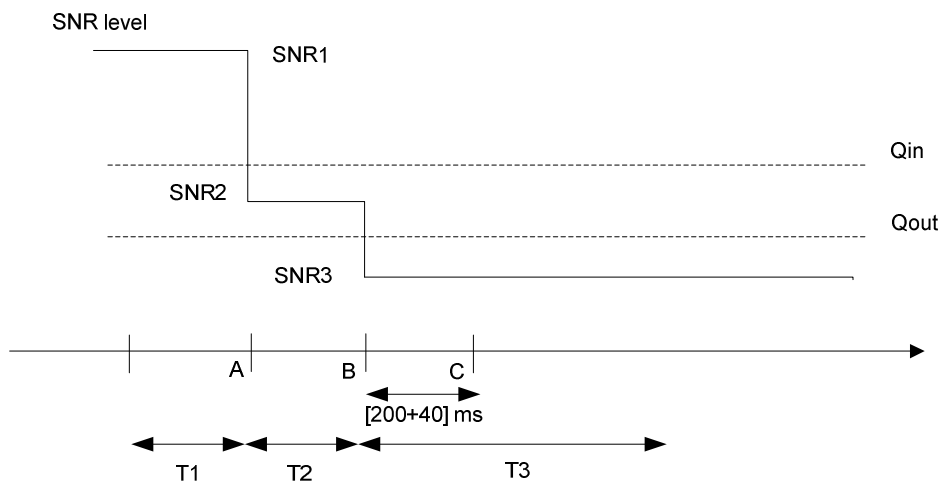 SNR level
SNR1
Qin
SNR2
Qout
SNR3
A
B
C
[200+40] ms
T1
T2
T3